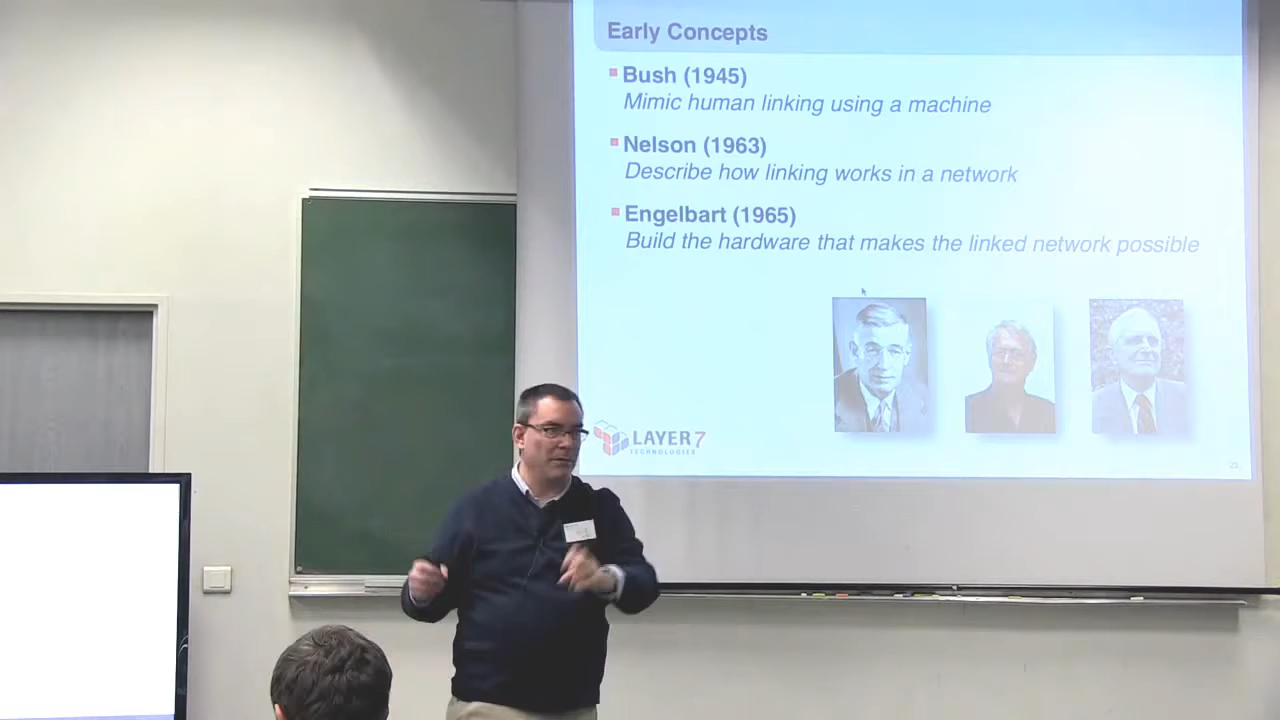 Early Concepts
Bush (1945)
Mimic human linking using a machine
Nelson (1963)
Describe how linking works in a network
Engelbart (1965)
Build the hardware that makes the linked network possible
LAYER 7
TECHNOLOGIES